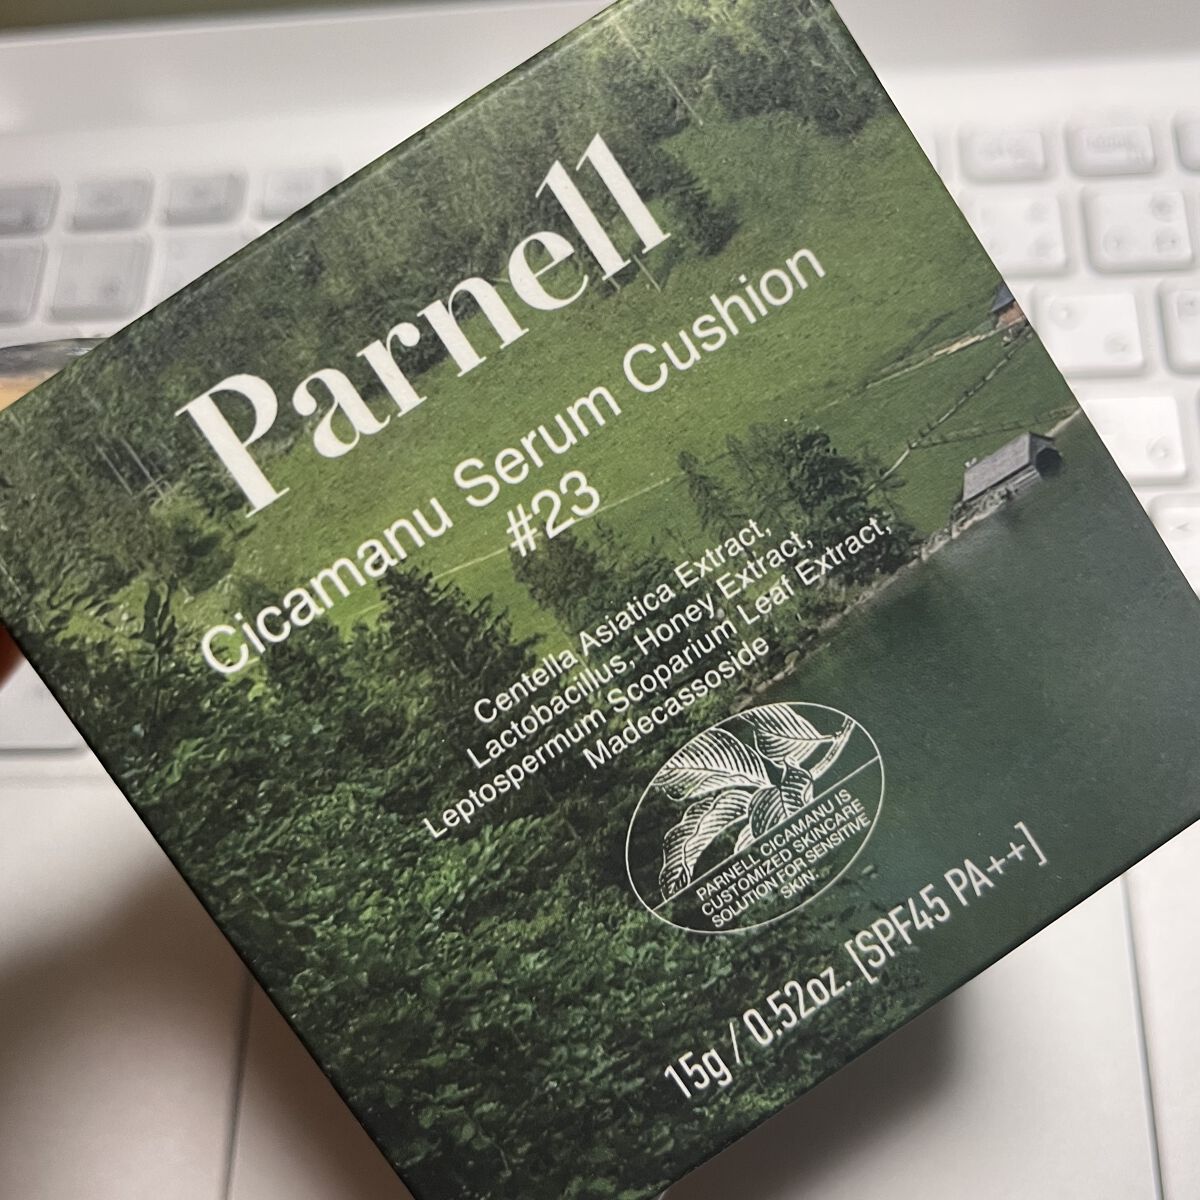 Parnell
Cicamanu Serum Cushion
#23
Centella Asiatica Extract,
Lactobacillus, Honey Extract,
Leptospermum Scoparium Leaf Extract,
Madecassoside
PARNELL CICAMANU IS
CUSTOMIZED SKINCARE
SOLUTION FOR SENSITIVE
SKIN.
15g / 0.52oz. [SPF45 PA++]